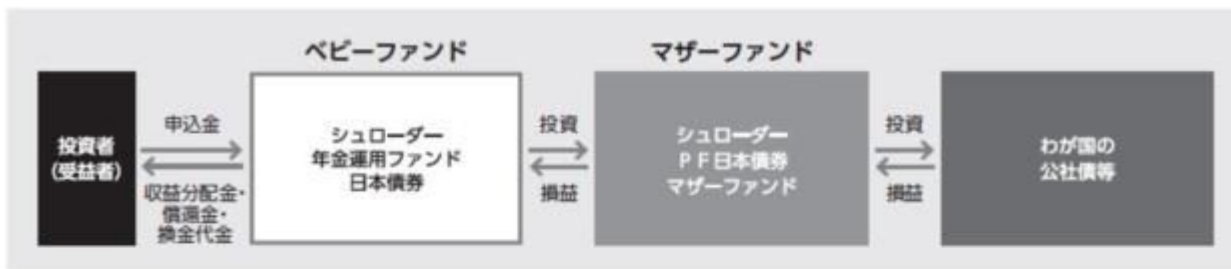 ベビーファンド
マザーファンド
投資者
(受益者)
申込金
収益分配金・
償還金・
換金代金
シュローダー
年金運用ファンド
日本債券
投資
損益
シュローダー
ＰＦ日本債券
マザーファンド
投資
損益
わが国の
公社債等